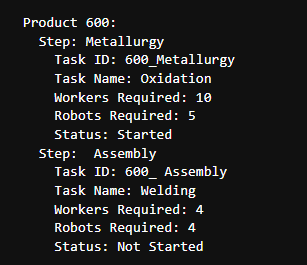 Product 600:
Step: Metallurgy
Task ID: 600_Metallurgy
Task Name: Oxidation
Workers Required: 10
Robots Required: 5
Status: Started
Step:  Assembly
Task ID: 600_ Assembly
Task Name: Welding
Workers Required: 4
Robots Required: 4
Status: Not Started